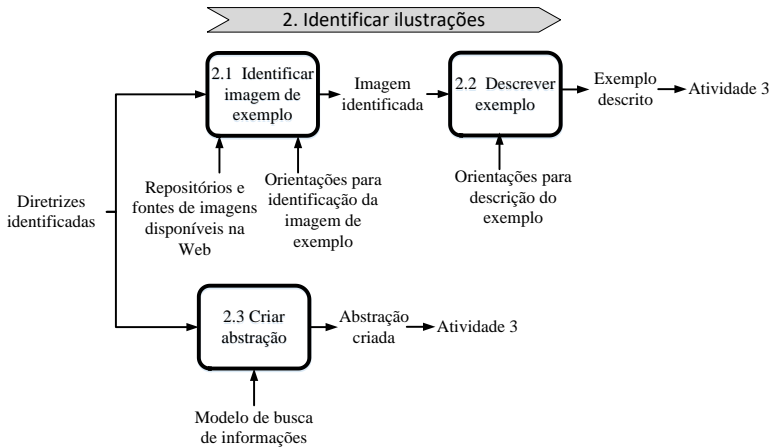 2. Identificar ilustrações
2.1 Identificar
imagem de
exemplo
Imagem
identificada
2.2 Descrever
exemplo
Exemplo
descrito
Atividade 3
Repositórios e
fontes de imagens
disponíveis na
Web
Orientações para
identificação da
imagem de
exemplo
Orientações para
descrição do
exemplo
Diretrizes
identificadas
2.3 Criar
abstração
Abstração
criada
Atividade 3
Modelo de busca
de informações